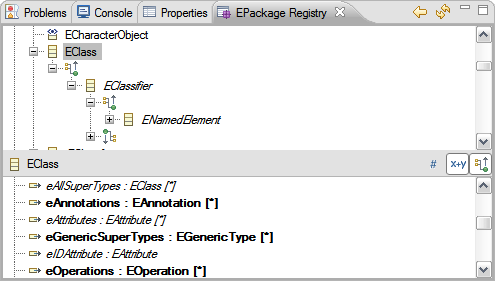 Problems Console Properties EPackage Registry
ECharacterObject
EClass
EClassifier
ENamedElement
EClass # x+y
eAllSuperTypes : EClass [*]
eAnnotations : EAnnotation [*]
eAttributes : EAttribute [*]
eGenericSuperTypes : EGenericType [*]
eIDAttribute : EAttribute
eOperations : EOperation [*]